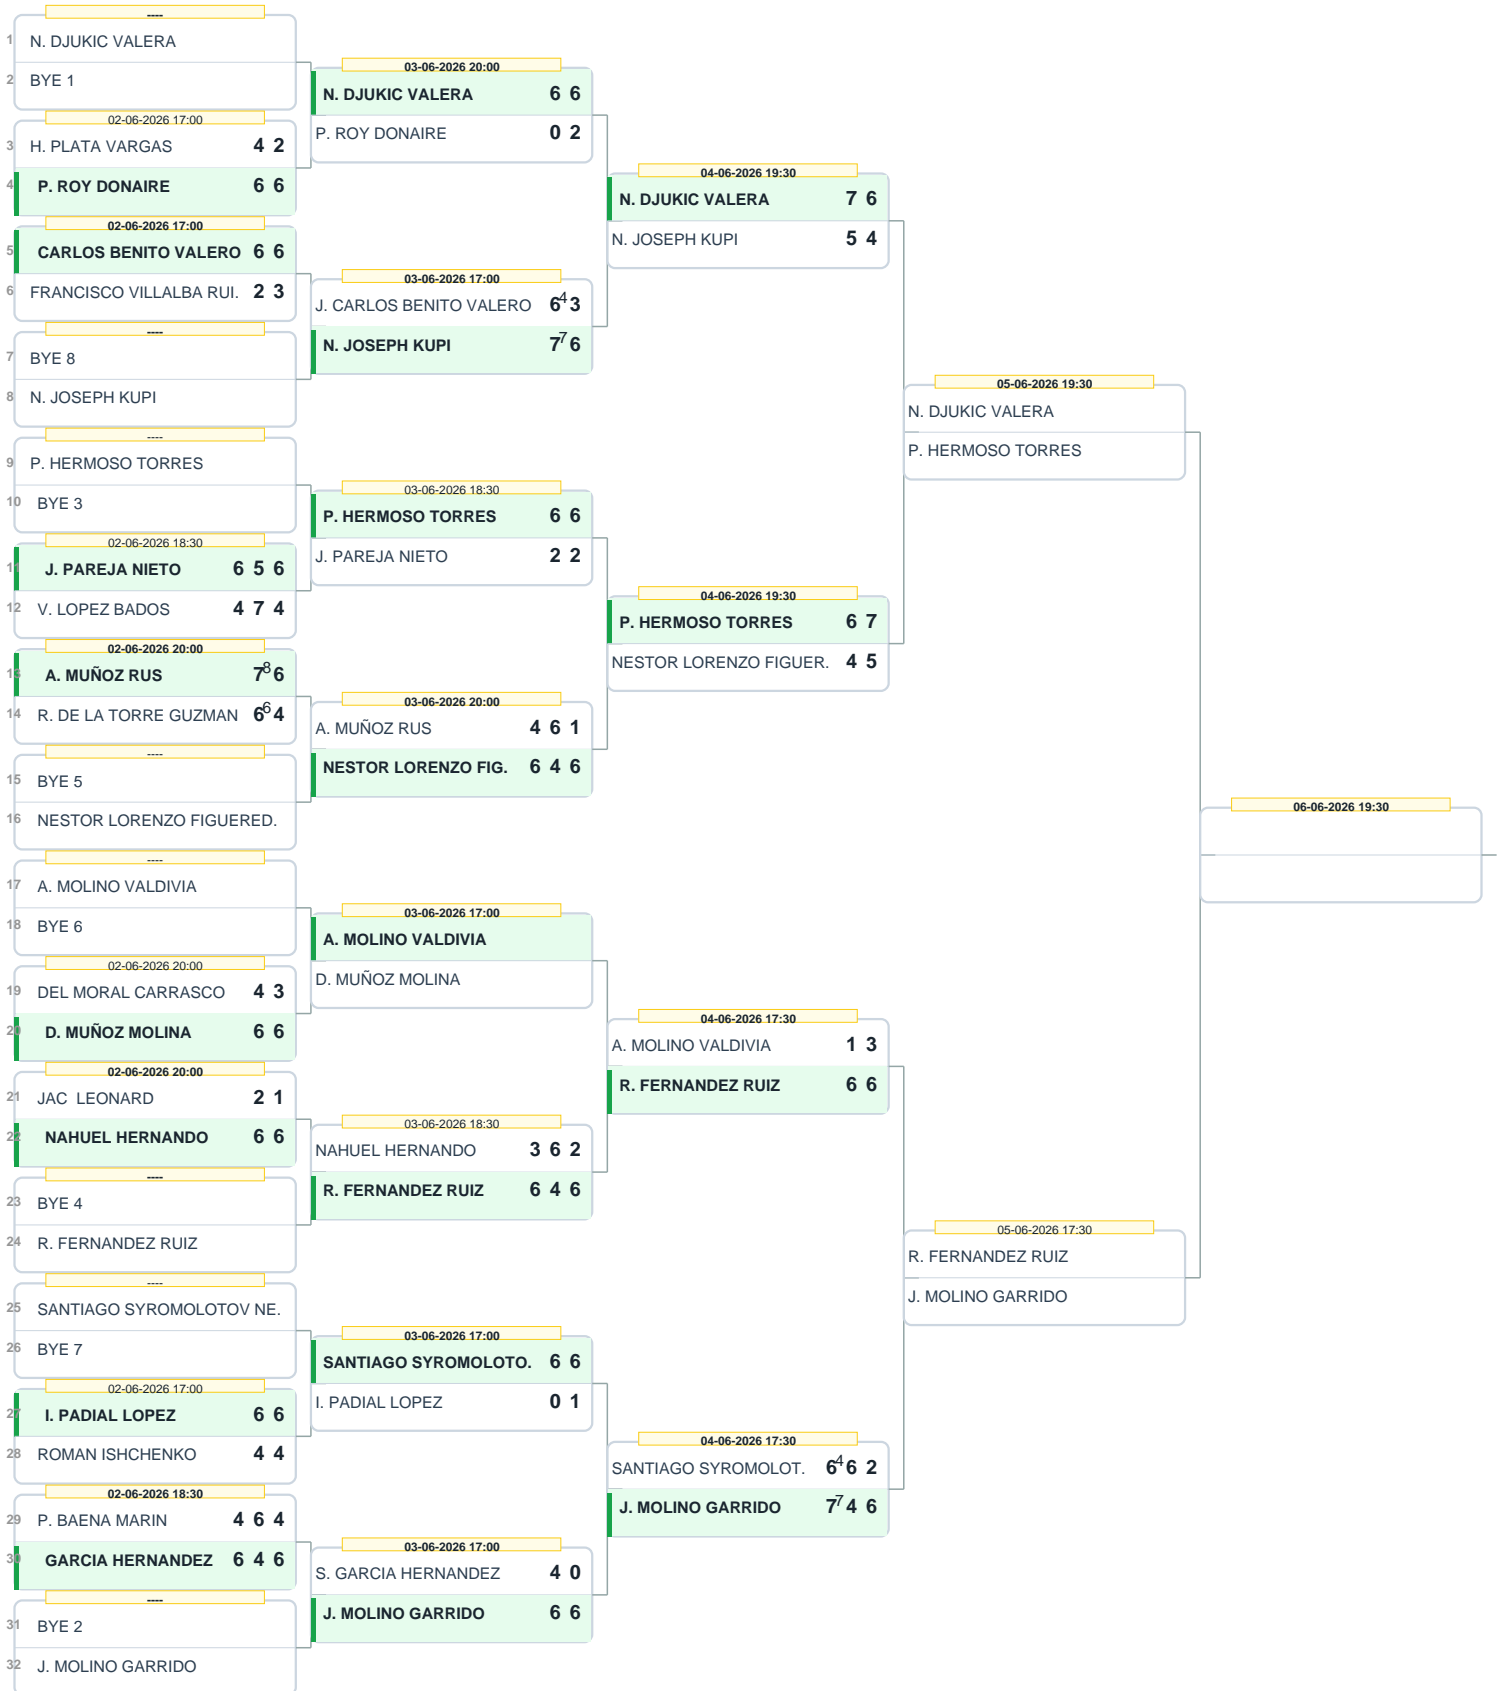 ----
1 N. DJUKIC VALERA
2 BYE 1
02-06-2026 17:00
3 H. PLATA VARGAS 4 2
4 P. ROY DONAIRE 6 6
02-06-2026 17:00
5 CARLOS BENITO VALERO 6 6
6 FRANCISCO VILLALBA RUI. 2 3
----
7 BYE 8
8 N. JOSEPH KUPI
----
9 P. HERMOSO TORRES
10 BYE 3
02-06-2026 18:30
11 J. PAREJA NIETO 6 5 6
12 V. LOPEZ BADOS 4 7 4
02-06-2026 20:00
13 A. MUÑOZ RUS 7 8 6
14 R. DE LA TORRE GUZMAN 6 6 4
----
15 BYE 5
16 NESTOR LORENZO FIGUERED.
----
17 A. MOLINO VALDIVIA
18 BYE 6
02-06-2026 20:00
19 DEL MORAL CARRASCO 4 3
20 D. MUÑOZ MOLINA 6 6
02-06-2026 20:00
21 JAC LEONARD 2 1
22 NAHUEL HERNANDO 6 6
----
23 BYE 4
24 R. FERNANDEZ RUIZ
----
25 SANTIAGO SYROMOLOTOV NE.
26 BYE 7
02-06-2026 17:00
27 I. PADIAL LOPEZ 6 6
28 ROMAN ISHCHENKO 4 4
02-06-2026 18:30
29 P. BAENA MARIN 4 6 4
30 GARCIA HERNANDEZ 6 4 6
----
31 BYE 2
32 J. MOLINO GARRIDO
03-06-2026 20:00
N. DJUKIC VALERA 6 6
P. ROY DONAIRE 0 2
03-06-2026 17:00
J. CARLOS BENITO VALERO 6 4 3
N. JOSEPH KUPI 7 7 6
03-06-2026 18:30
P. HERMOSO TORRES 6 6
J. PAREJA NIETO 2 2
03-06-2026 20:00
A. MUÑOZ RUS 4 6 1
NESTOR LORENZO FIG. 6 4 6
03-06-2026 17:00
A. MOLINO VALDIVIA
D. MUÑOZ MOLINA
03-06-2026 18:30
NAHUEL HERNANDO 3 6 2
R. FERNANDEZ RUIZ 6 4 6
03-06-2026 17:00
SANTIAGO SYROMOLOTO. 6 6
I. PADIAL LOPEZ 0 1
03-06-2026 17:00
S. GARCIA HERNANDEZ 4 0
J. MOLINO GARRIDO 6 6
04-06-2026 19:30
N. DJUKIC VALERA 7 6
N. JOSEPH KUPI 5 4
04-06-2026 19:30
P. HERMOSO TORRES 6 7
NESTOR LORENZO FIGUER. 4 5
04-06-2026 17:30
A. MOLINO VALDIVIA 1 3
R. FERNANDEZ RUIZ 6 6
04-06-2026 17:30
SANTIAGO SYROMOLOT. 6 4 6 2
J. MOLINO GARRIDO 7 7 4 6
05-06-2026 19:30
N. DJUKIC VALERA
P. HERMOSO TORRES
05-06-2026 17:30
R. FERNANDEZ RUIZ
J. MOLINO GARRIDO
06-06-2026 19:30